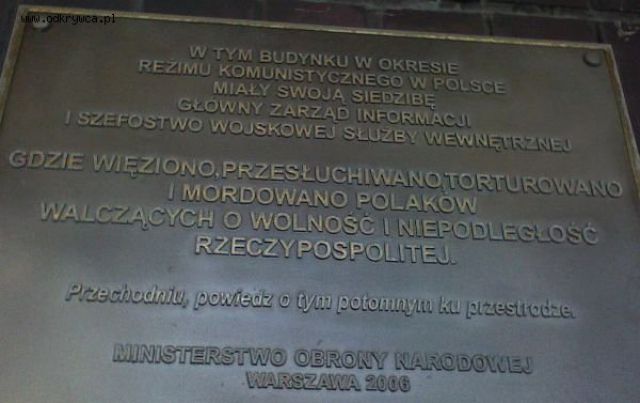 www.odkrywca.pl
W TYM BUDYNKU W OKRESIE
REŻIMU KOMUNISTYCZNEGO W POLSCE
MIAŁY SWOJĄ SIEDZIBĘ
GŁÓWNY ZARZĄD INFORMACJI
I SZEFOSTWO WOJSKOWEJ SŁUŻBY WEWNĘTRZNEJ
GDZIE WIĘZIONO, PRZESŁUCHIWANO, TORTUROWANO
I MORDOWANO POLAKÓW
WALCZĄCYCH O WOLNOŚĆ I NIEPODLEGŁOŚĆ
RZECZYPOSPOLITEJ.
Przechodniu, powiedz o tym potomnym ku przestrodze.
MINISTERSTWO OBRONY NARODOWEJ
WARSZAWA 2006